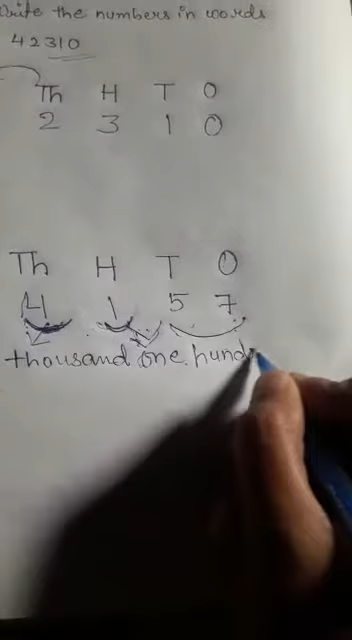 Write the numbers in words
42310
Th H T O
2 3 1 0
Th H T O
4 1 5 7
thousand one hund